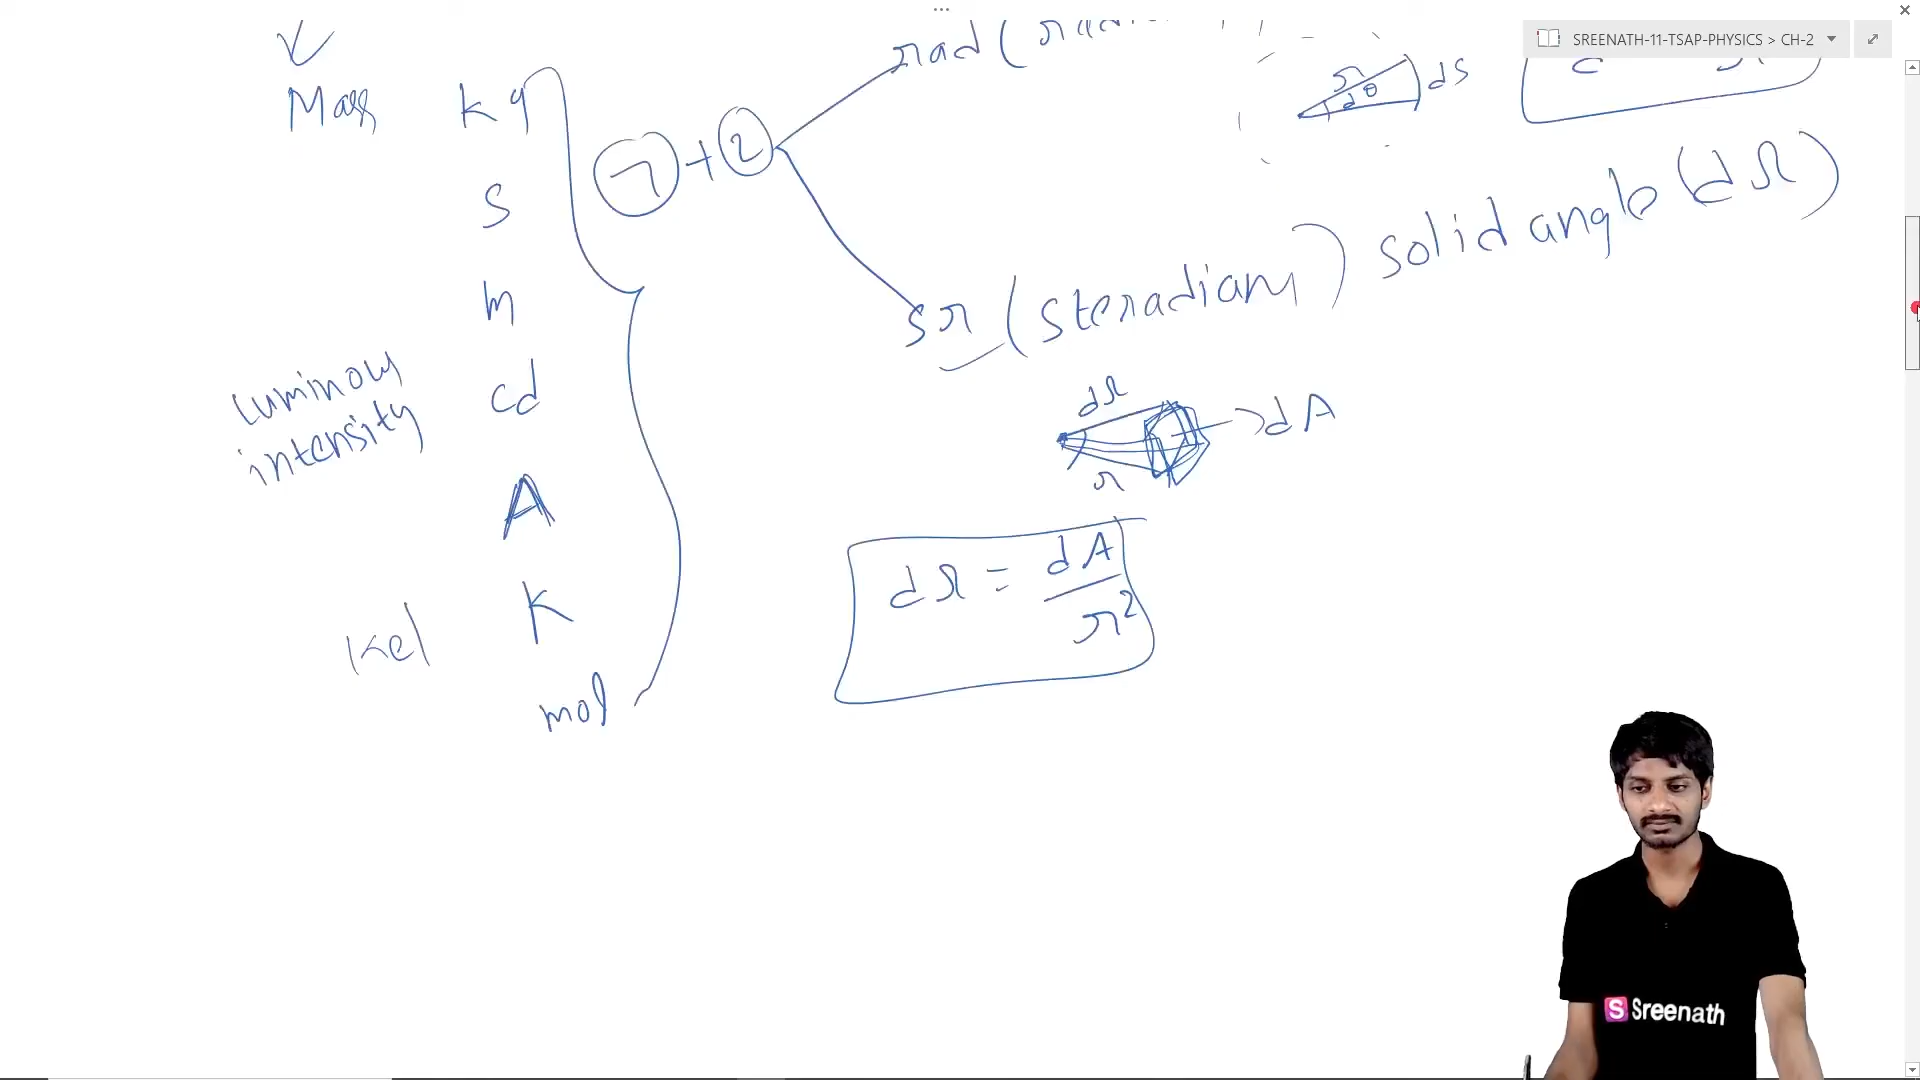 SREENATH-11-TSAP-PHYSICS > CH-2
rad (
r
dθ
dS
Mass kg
7 + 2
s
solid angle (dΩ)
m
sr (steradian)
luminous
intensity
cd
dΩ
dA
r
A
dΩ = dA
r²
Kel K
mol
S Sreenath